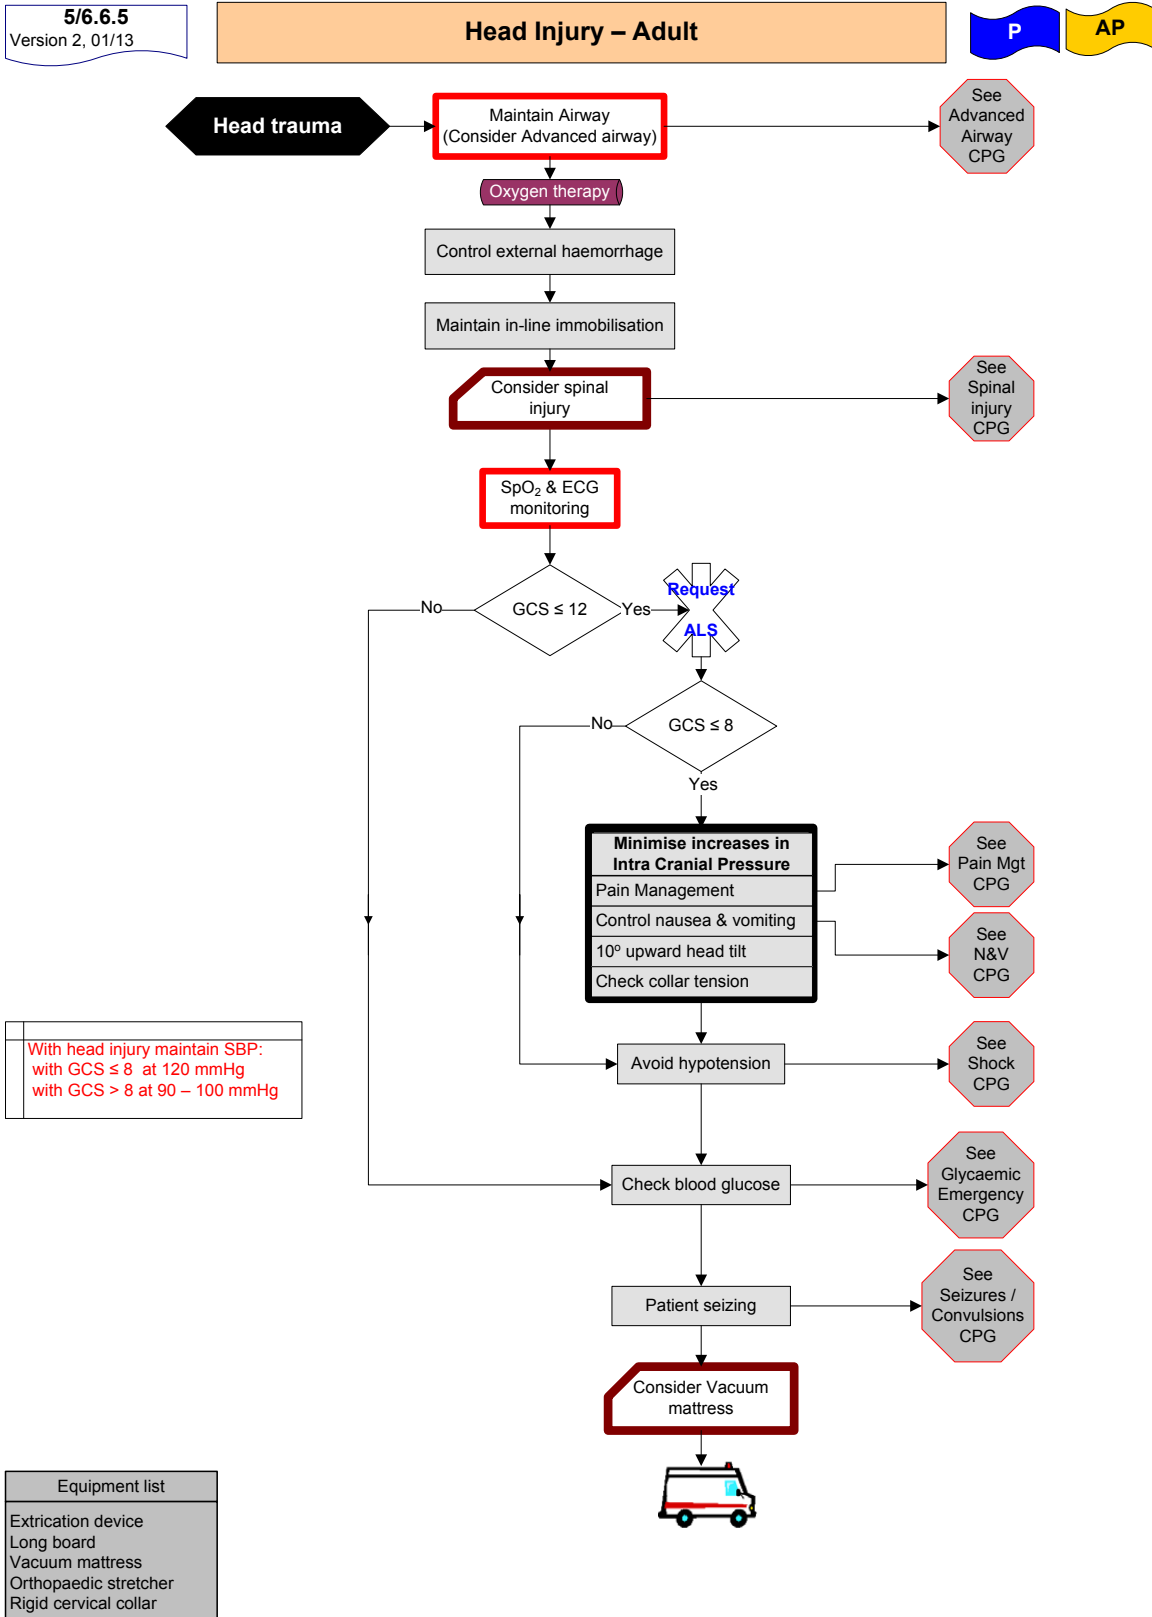 5/6.6.5
Version 2, 01/13
Head Injury – Adult
P
AP
Head trauma
Maintain Airway
(Consider Advanced airway)
See
Advanced
Airway
CPG
Oxygen therapy
Control external haemorrhage
Maintain in-line immobilisation
Consider spinal
injury
See
Spinal
injury
CPG
SpO₂ & ECG
monitoring
GCS ≤ 12
No
Yes
Request
ALS
GCS ≤ 8
No
Yes
Minimise increases in
Intra Cranial Pressure
Pain Management
Control nausea & vomiting
10º upward head tilt
Check collar tension
See
Pain Mgt
CPG
See
N&V
CPG
With head injury maintain SBP:
with GCS ≤ 8 at 120 mmHg
with GCS > 8 at 90 – 100 mmHg
Avoid hypotension
See
Shock
CPG
Check blood glucose
See
Glycaemic
Emergency
CPG
Patient seizing
See
Seizures /
Convulsions
CPG
Consider Vacuum
mattress
Equipment list
Extrication device
Long board
Vacuum mattress
Orthopaedic stretcher
Rigid cervical collar